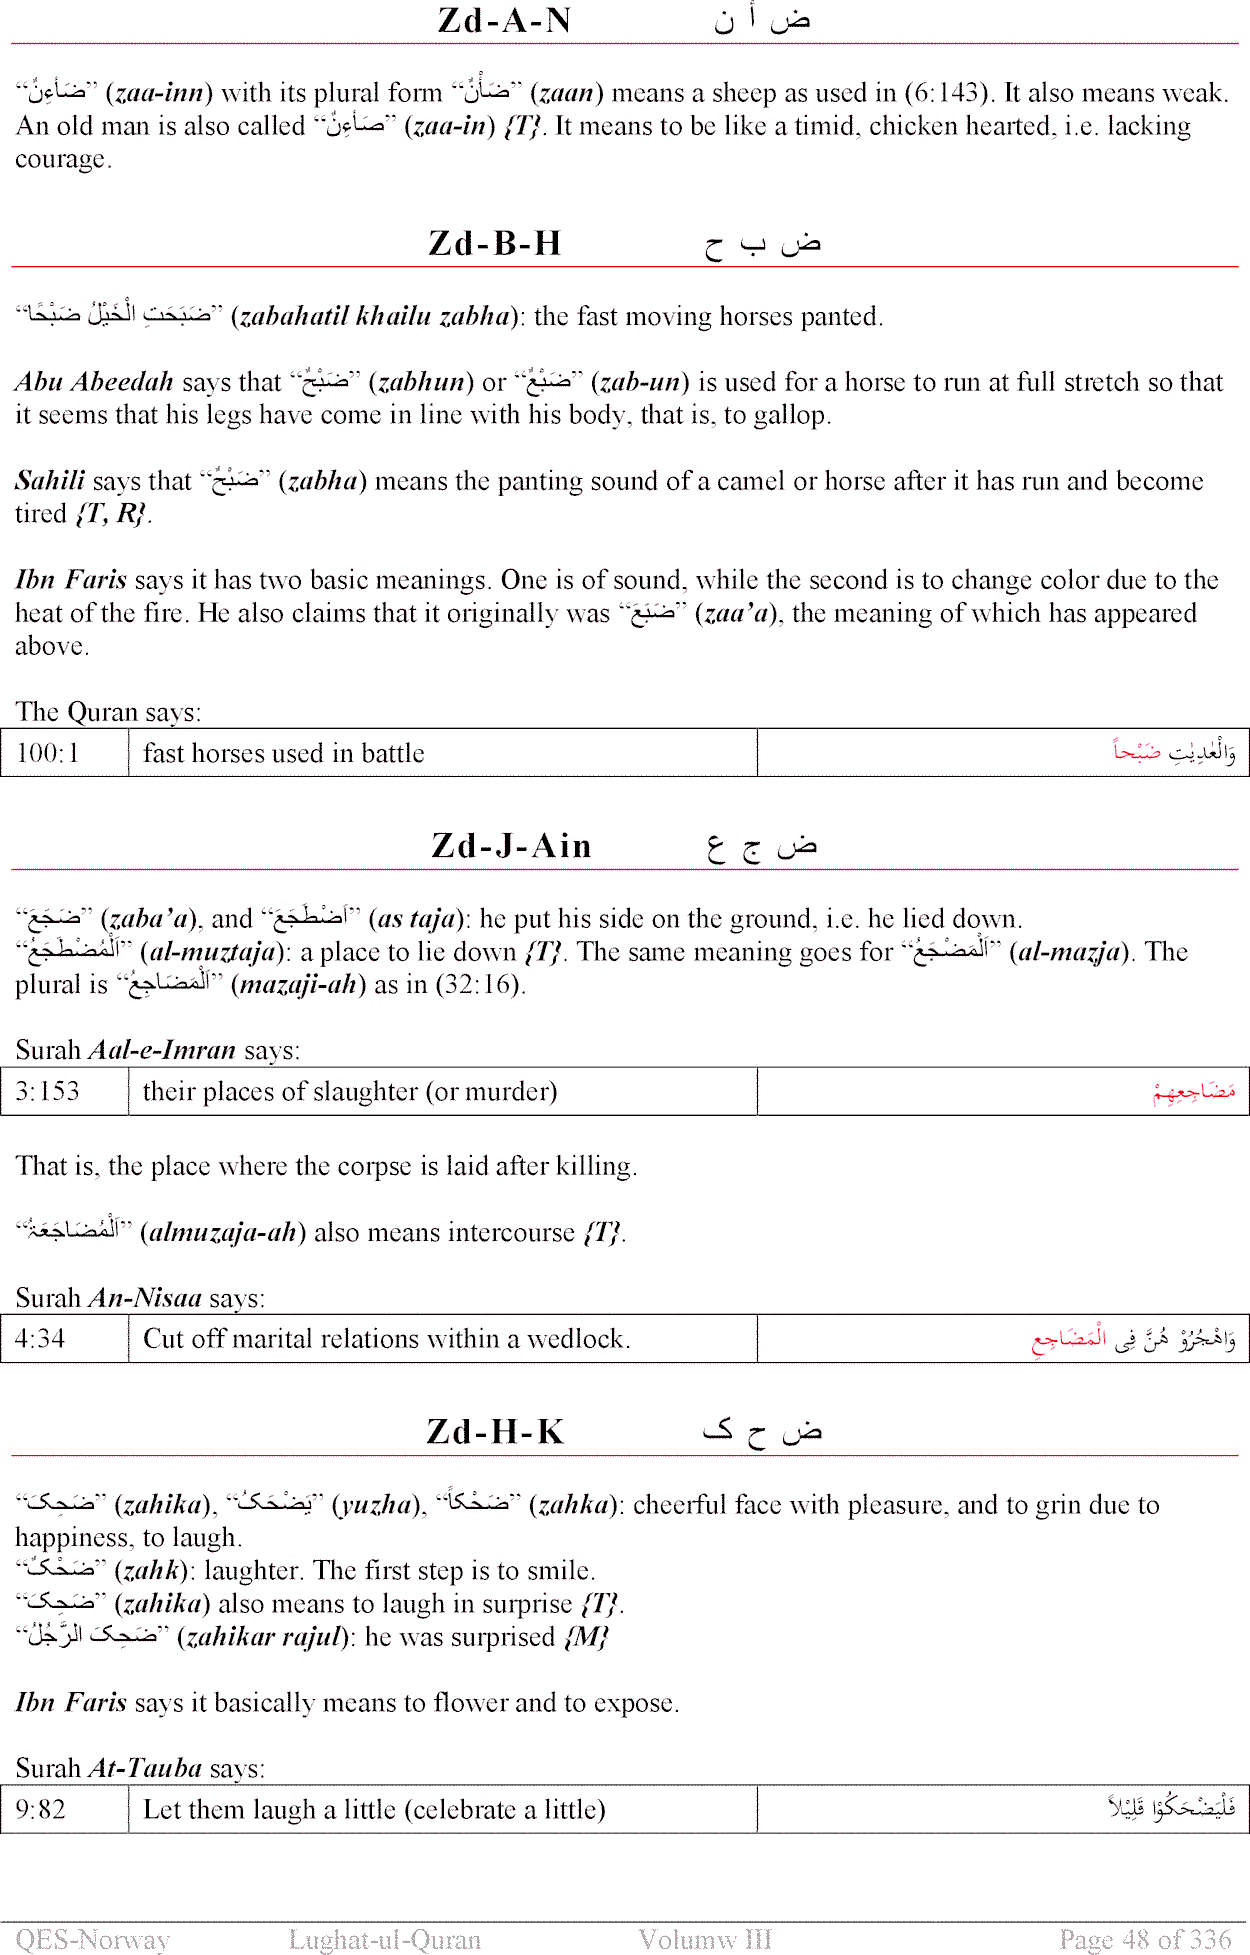 Zd-A-N ض أ ن
“ضَأءِنٌ” (zaa-inn) with its plural form “ضَأْنٌ” (zaan) means a sheep as used in (6:143). It also means weak.
An old man is also called “ضَأءِنٌ” (zaa-in) {T}. It means to be like a timid, chicken hearted, i.e. lacking
courage.
Zd-B-H ض ب ح
“ضَبَحَتِ الْخَيْلُ ضَبْحًا” (zabahatil khailu zabha): the fast moving horses panted.
Abu Abeedah says that “ضَبْحٌ” (zabhun) or “ضَبْعٌ” (zab-un) is used for a horse to run at full stretch so that
it seems that his legs have come in line with his body, that is, to gallop.
Sahili says that “ضَبْحٌ” (zabha) means the panting sound of a camel or horse after it has run and become
tired {T, R}.
Ibn Faris says it has two basic meanings. One is of sound, while the second is to change color due to the
heat of the fire. He also claims that it originally was “ضَبَعَ” (zaa’a), the meaning of which has appeared
above.
The Quran says:
100:1 fast horses used in battle وَالْعٰدِيٰتِ ضَبْحاً
Zd-J-Ain ض ج ع
“ضَجَعَ” (zaba’a), and “اَضْطَجَعَ” (as taja): he put his side on the ground, i.e. he lied down.
“اَلْمُضْطَجَعُ” (al-muztaja): a place to lie down {T}. The same meaning goes for “اَلْمَضْجَعُ” (al-mazja). The
plural is “اَلْمَضَاجِعُ” (mazaji-ah) as in (32:16).
Surah Aal-e-Imran says:
3:153 their places of slaughter (or murder) مَضَاجِعِهِمْ
That is, the place where the corpse is laid after killing.
“اَلْمُضَاجَعَۃُ” (almuzaja-ah) also means intercourse {T}.
Surah An-Nisaa says:
4:34 Cut off marital relations within a wedlock. وَاھْجُرُوْ ھُنَّ فِی الْمَضَاجِعِ
Zd-H-K ض ح ک
“ضَحِکَ” (zahika), “يَضْحَکُ” (yuzha), “ضَحْکاً” (zahka): cheerful face with pleasure, and to grin due to
happiness, to laugh.
“ضَحْکٌ” (zahk): laughter. The first step is to smile.
“ضَحِکَ” (zahika) also means to laugh in surprise {T}.
“ضَحِکَ الرَّجُلُ” (zahikar rajul): he was surprised {M}
Ibn Faris says it basically means to flower and to expose.
Surah At-Tauba says:
9:82 Let them laugh a little (celebrate a little) فَلْيَضْحَكُوْا قَلِيْلاً
QES-Norway Lughat-ul-Quran Volumw III Page 48 of 336